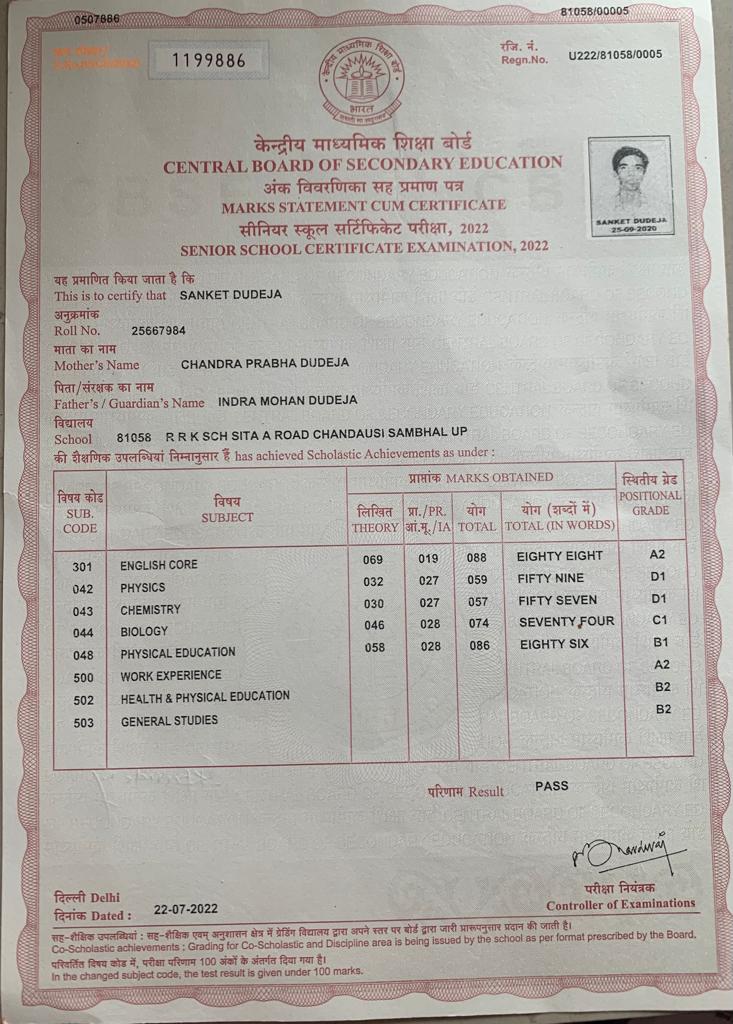 0507886
81058/00005
1199886
रजि. नं.
Regn.No. U222/81058/0005
केन्द्रीय माध्यमिक शिक्षा बोर्ड
भारत
केन्द्रीय माध्यमिक शिक्षा बोर्ड
CENTRAL BOARD OF SECONDARY EDUCATION
अंक विवरणिका सह प्रमाण पत्र
MARKS STATEMENT CUM CERTIFICATE
सीनियर स्कूल सर्टिफिकेट परीक्षा, 2022
SENIOR SCHOOL CERTIFICATE EXAMINATION, 2022
SANKET DUDEJA
25-09-2020
यह प्रमाणित किया जाता है कि
This is to certify that SANKET DUDEJA
अनुक्रमांक
Roll No. 25667984
माता का नाम
Mother's Name CHANDRA PRABHA DUDEJA
पिता/संरक्षक का नाम
Father's / Guardian's Name INDRA MOHAN DUDEJA
विद्यालय
School 81058 R R K SCH SITA A ROAD CHANDAUSI SAMBHAL UP
की शैक्षणिक उपलब्धियां निम्नानुसार हैं has achieved Scholastic Achievements as under :
विषय कोड SUB. CODE विषय SUBJECT प्राप्तांक MARKS OBTAINED स्थितीय ग्रेड POSITIONAL GRADE
लिखित THEORY प्रा./PR. आं.मू./IA योग TOTAL योग (शब्दों में) TOTAL (IN WORDS)
301 ENGLISH CORE 069 019 088 EIGHTY EIGHT A2
042 PHYSICS 032 027 059 FIFTY NINE D1
043 CHEMISTRY 030 027 057 FIFTY SEVEN D1
044 BIOLOGY 046 028 074 SEVENTY FOUR C1
048 PHYSICAL EDUCATION 058 028 086 EIGHTY SIX B1
500 WORK EXPERIENCE A2
502 HEALTH & PHYSICAL EDUCATION B2
503 GENERAL STUDIES B2
परिणाम Result PASS
दिल्ली Delhi
दिनांक Dated : 22-07-2022
परीक्षा नियंत्रक
Controller of Examinations
सह-शैक्षिक उपलब्धियां : सह-शैक्षिक एवम् अनुशासन क्षेत्र में ग्रेडिंग विद्यालय द्वारा अपने स्तर पर बोर्ड द्वारा जारी प्रारूपनुसार प्रदान की जाती है।
Co-Scholastic achievements ; Grading for Co-Scholastic and Discipline area is being issued by the school as per format prescribed by the Board.
परिवर्तित विषय कोड में, परीक्षा परिणाम 100 अंकों के अंतर्गत दिया गया है।
In the changed subject code, the test result is given under 100 marks.